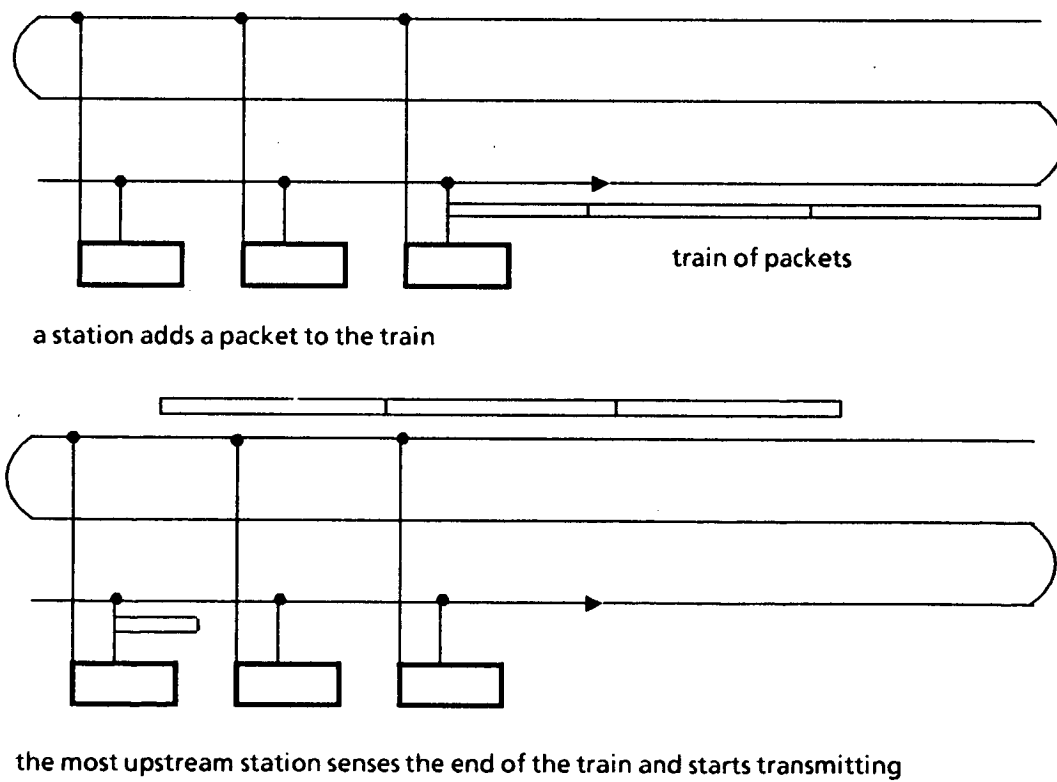 train of packets
a station adds a packet to the train
the most upstream station senses the end of the train and starts transmitting